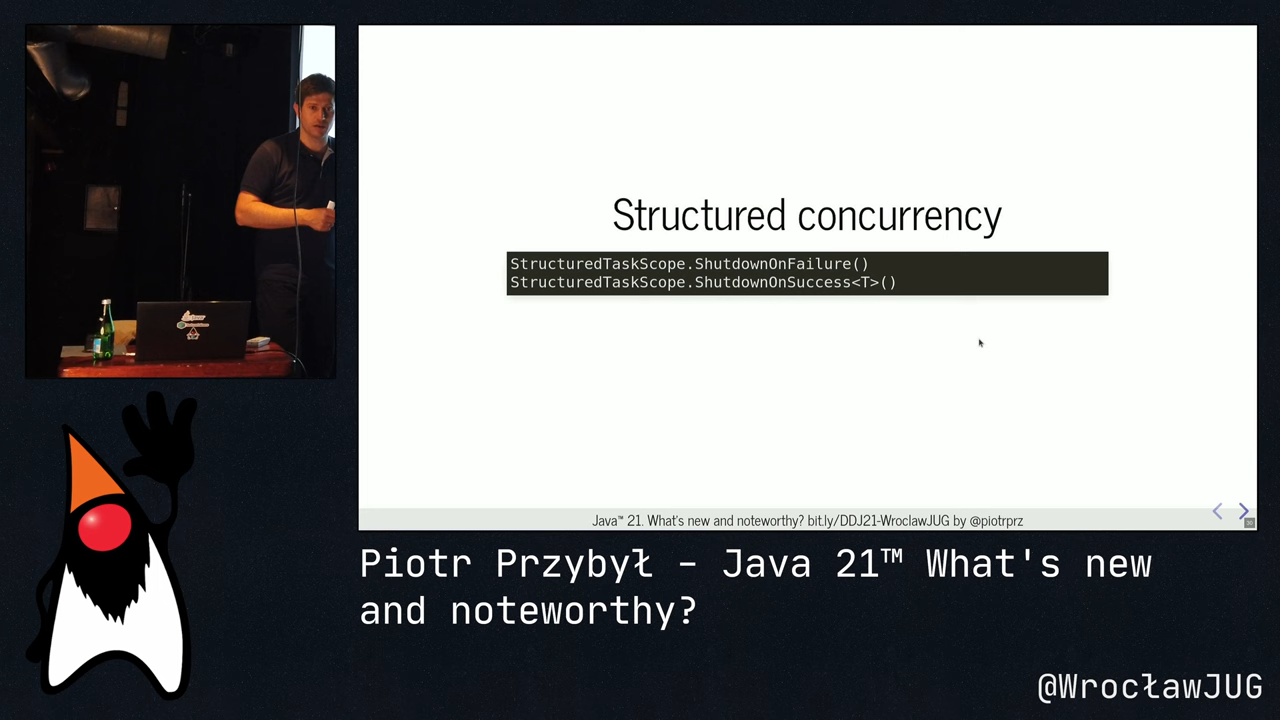 Structured concurrency
StructuredTaskScope.ShutdownOnFailure()
StructuredTaskScope.ShutdownOnSuccess<T>()
Java™ 21. What's new and noteworthy? bit.ly/DDJ21-WroclawJUG by @piotrprz
Piotr Przybył - Java 21™ What's new
and noteworthy?
@WrocławJUG